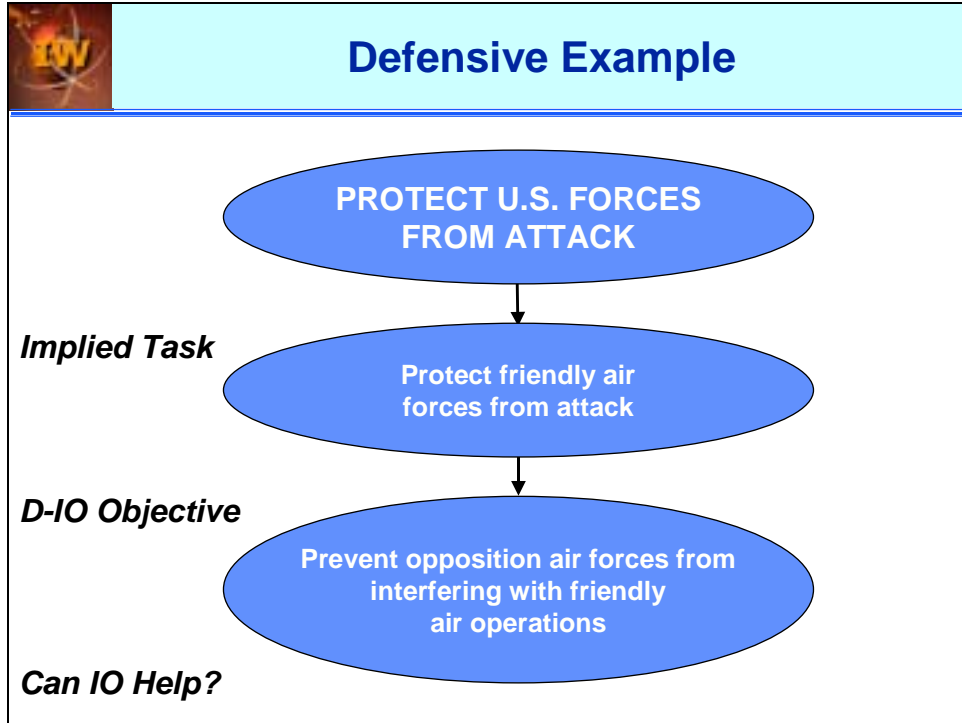 IW
Defensive Example
PROTECT U.S. FORCES
FROM ATTACK
Implied Task
Protect friendly air
forces from attack
D-IO Objective
Prevent opposition air forces from
interfering with friendly
air operations
Can IO Help?